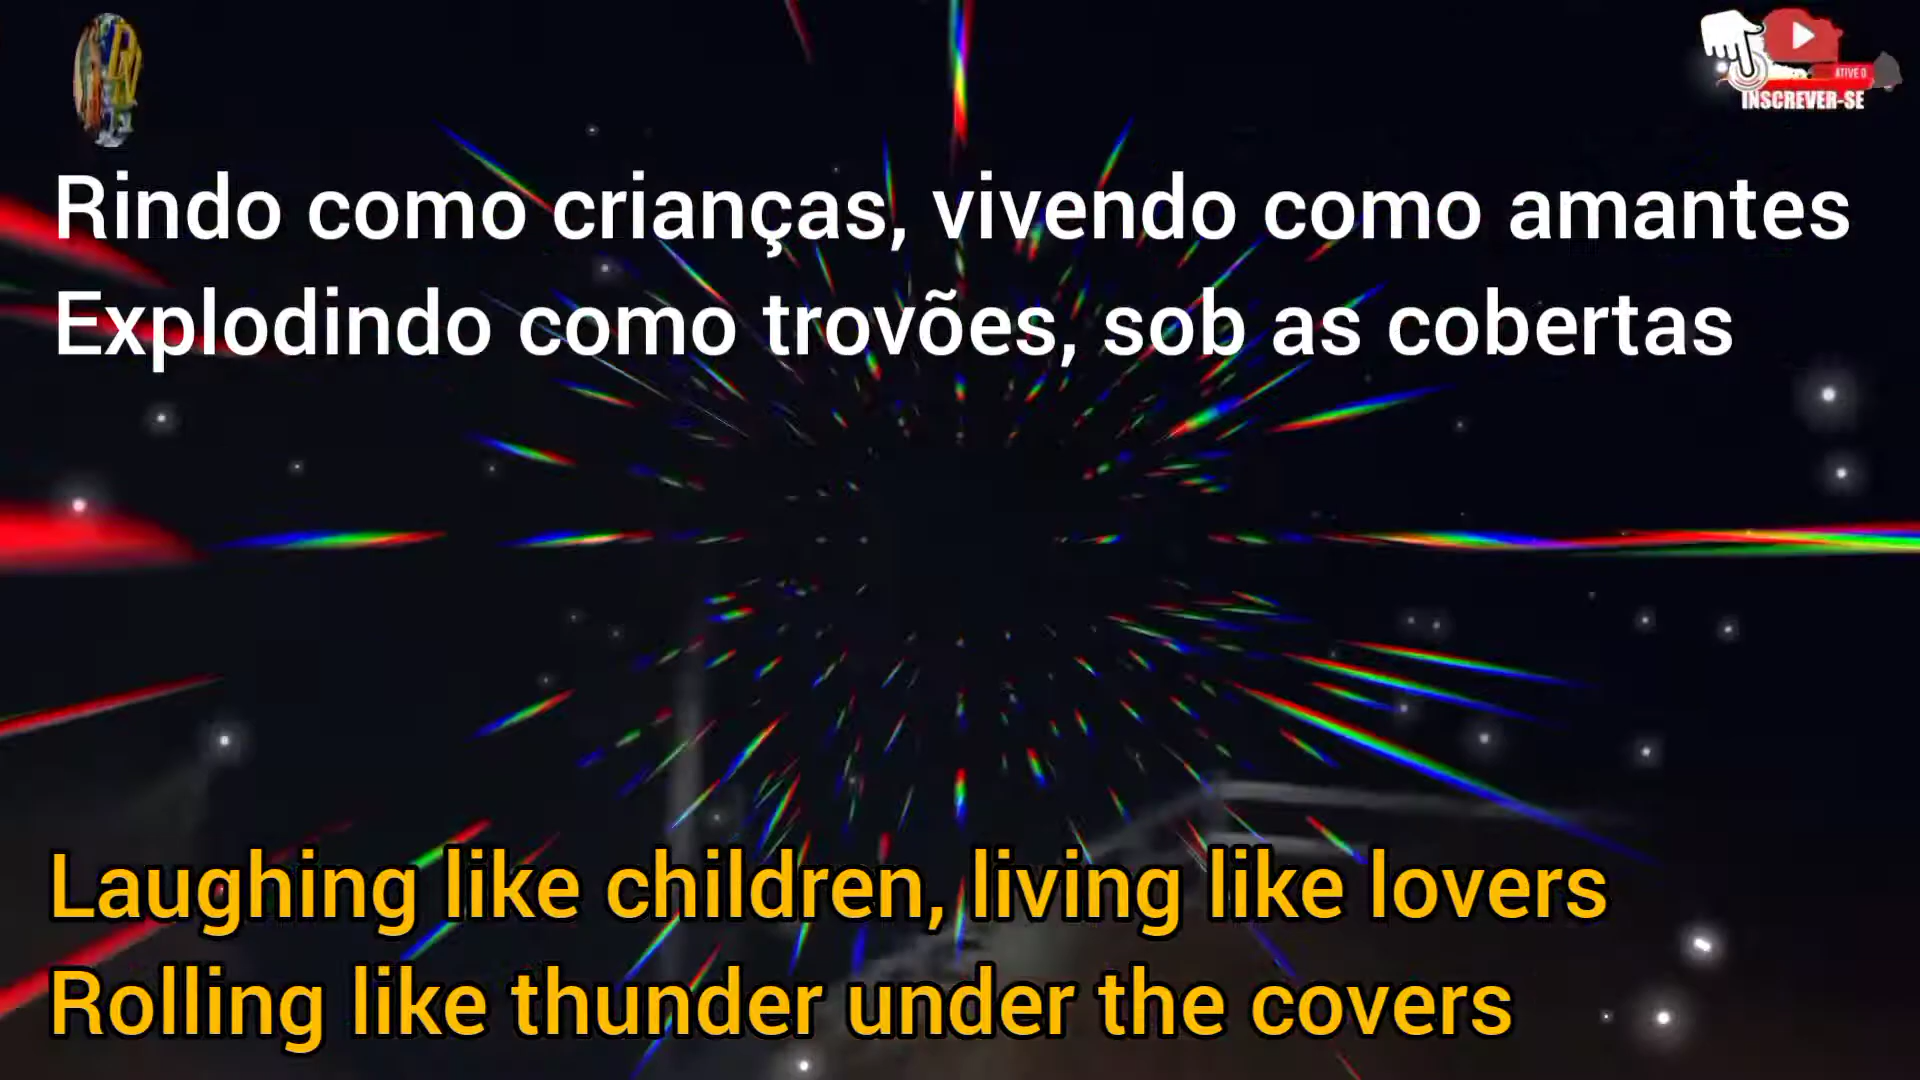 ATIVE O
INSCREVER-SE
Rindo como crianças, vivendo como amantes
Explodindo como trovões, sob as cobertas
Laughing like children, living like lovers
Rolling like thunder under the covers